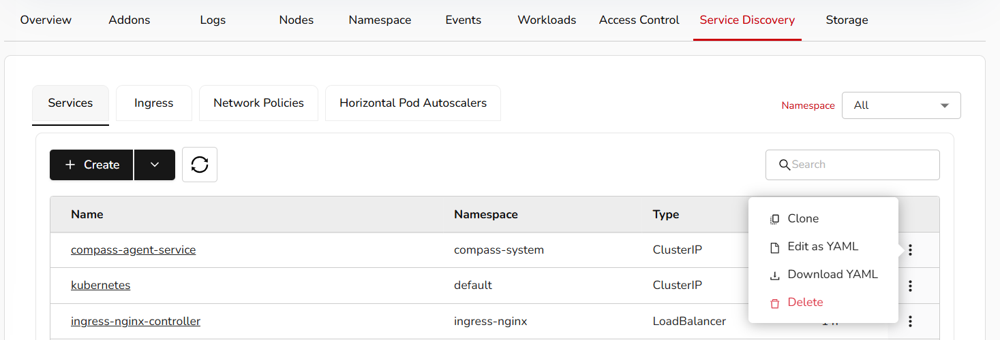 Overview Addons Logs Nodes Namespace Events Workloads Access Control Service Discovery Storage
Services Ingress Network Policies Horizontal Pod Autoscalers Namespace All
Create Search
Name Namespace Type
Clone
compass-agent-service compass-system ClusterIP
Edit as YAML
Download YAML
kubernetes default ClusterIP
Delete
ingress-nginx-controller ingress-nginx LoadBalancer